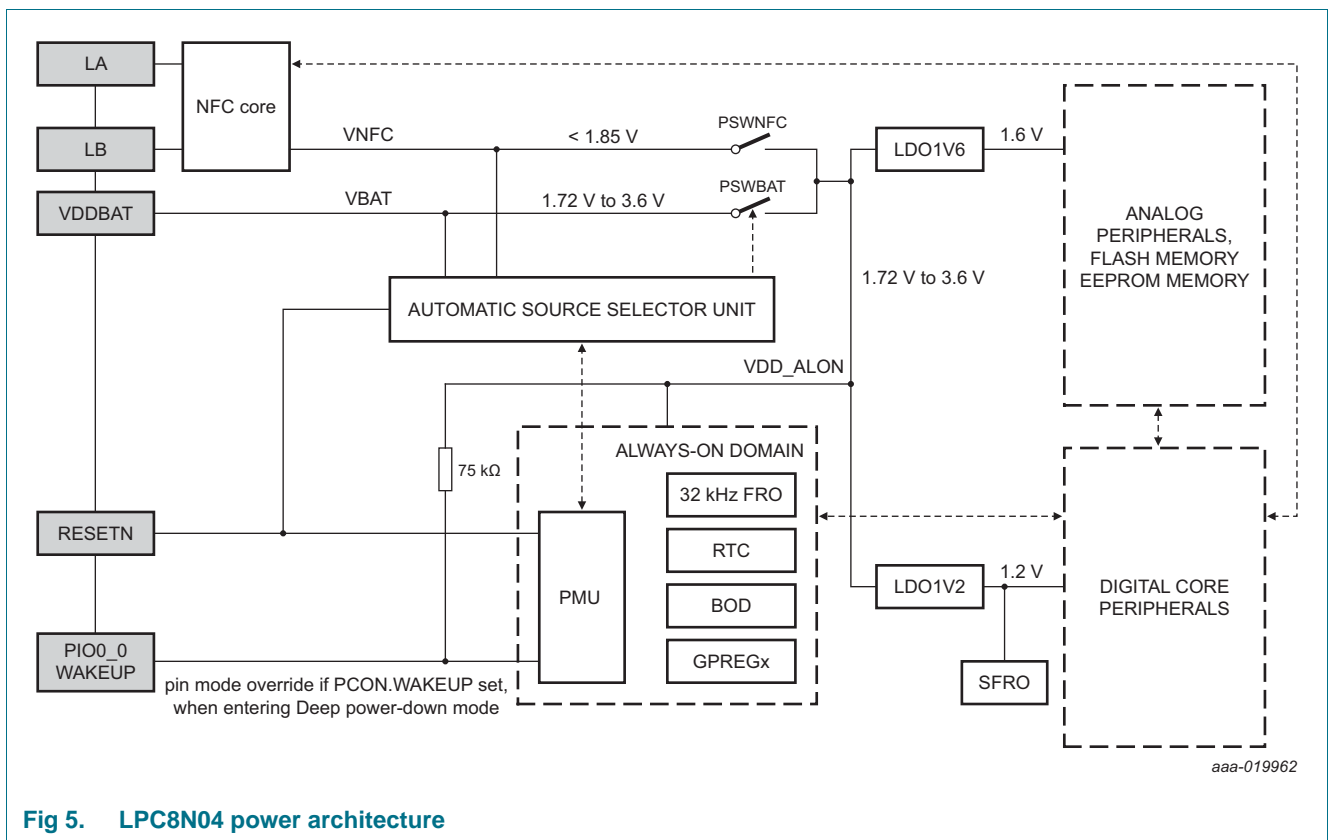 LA
NFC core
LB
VNFC
< 1.85 V
PSWNFC
LDO1V6
1.6 V
VDDBAT
VBAT
1.72 V to 3.6 V
PSWBAT
ANALOG
PERIPHERALS,
FLASH MEMORY
EEPROM MEMORY
1.72 V to 3.6 V
AUTOMATIC SOURCE SELECTOR UNIT
VDD_ALON
75 kΩ
ALWAYS-ON DOMAIN
32 kHz FRO
RTC
BOD
GPREGx
PMU
RESETN
PIO0_0
WAKEUP
pin mode override if PCON.WAKEUP set,
when entering Deep power-down mode
LDO1V2
1.2 V
SFRO
DIGITAL CORE
PERIPHERALS
aaa-019962
Fig 5. LPC8N04 power architecture